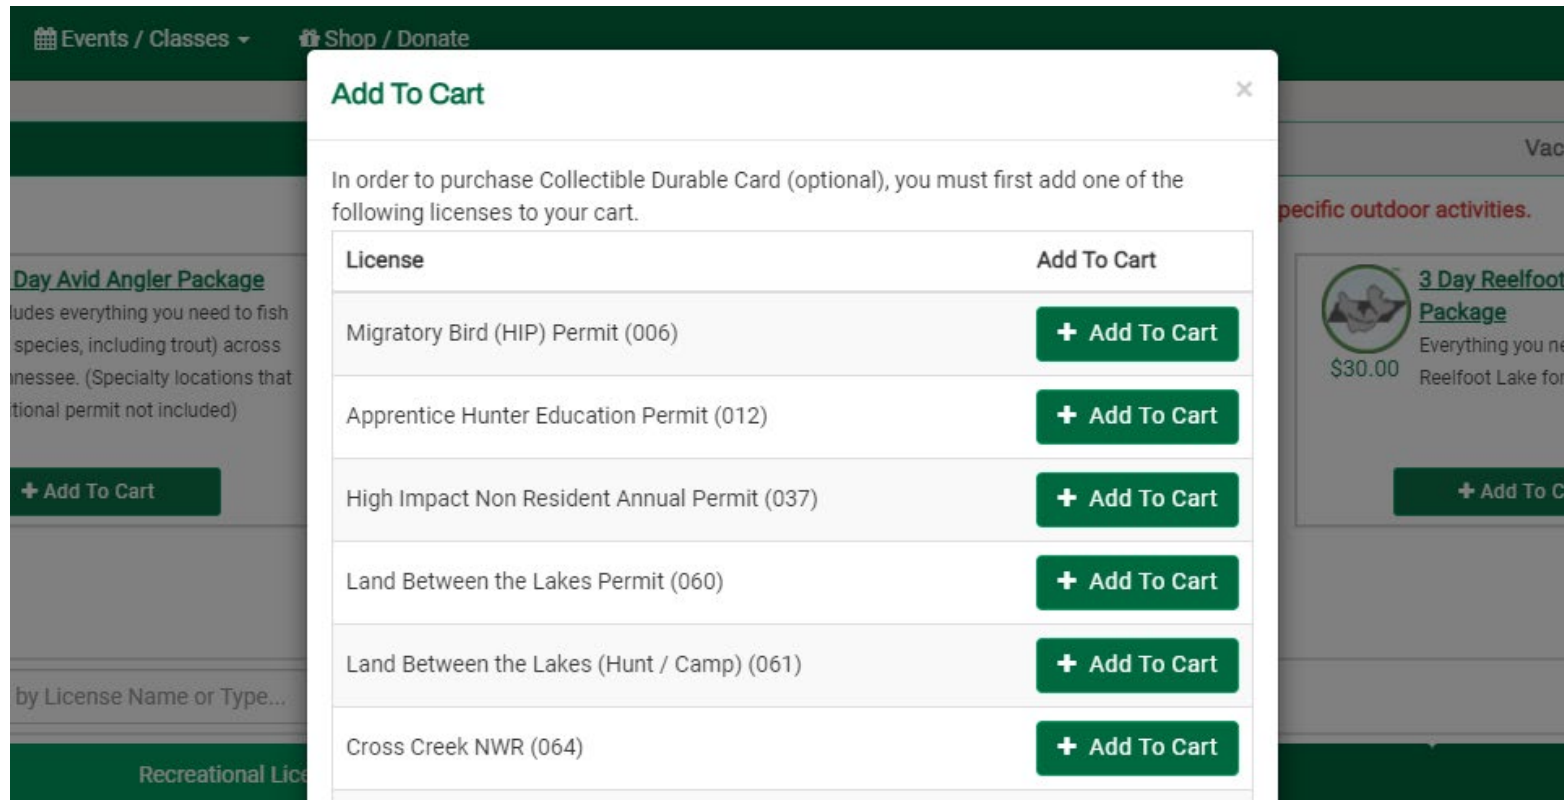 Events / Classes
Shop / Donate
Add To Cart
×
Vac
In order to purchase Collectible Durable Card (optional), you must first add one of the
following licenses to your cart.
pecific outdoor activities.
License
Add To Cart
Migratory Bird (HIP) Permit (006)
+ Add To Cart
Apprentice Hunter Education Permit (012)
+ Add To Cart
High Impact Non Resident Annual Permit (037)
+ Add To Cart
Land Between the Lakes Permit (060)
+ Add To Cart
Land Between the Lakes (Hunt / Camp) (061)
+ Add To Cart
Cross Creek NWR (064)
+ Add To Cart
Day Avid Angler Package
ludes everything you need to fish
species, including trout) across
nnessee. (Specialty locations that
tional permit not included)
+ Add To Cart
3 Day Reelfoot
Package
Everything you ne
Reelfoot Lake for
$30.00
+ Add To C
by License Name or Type...
Recreational Lice